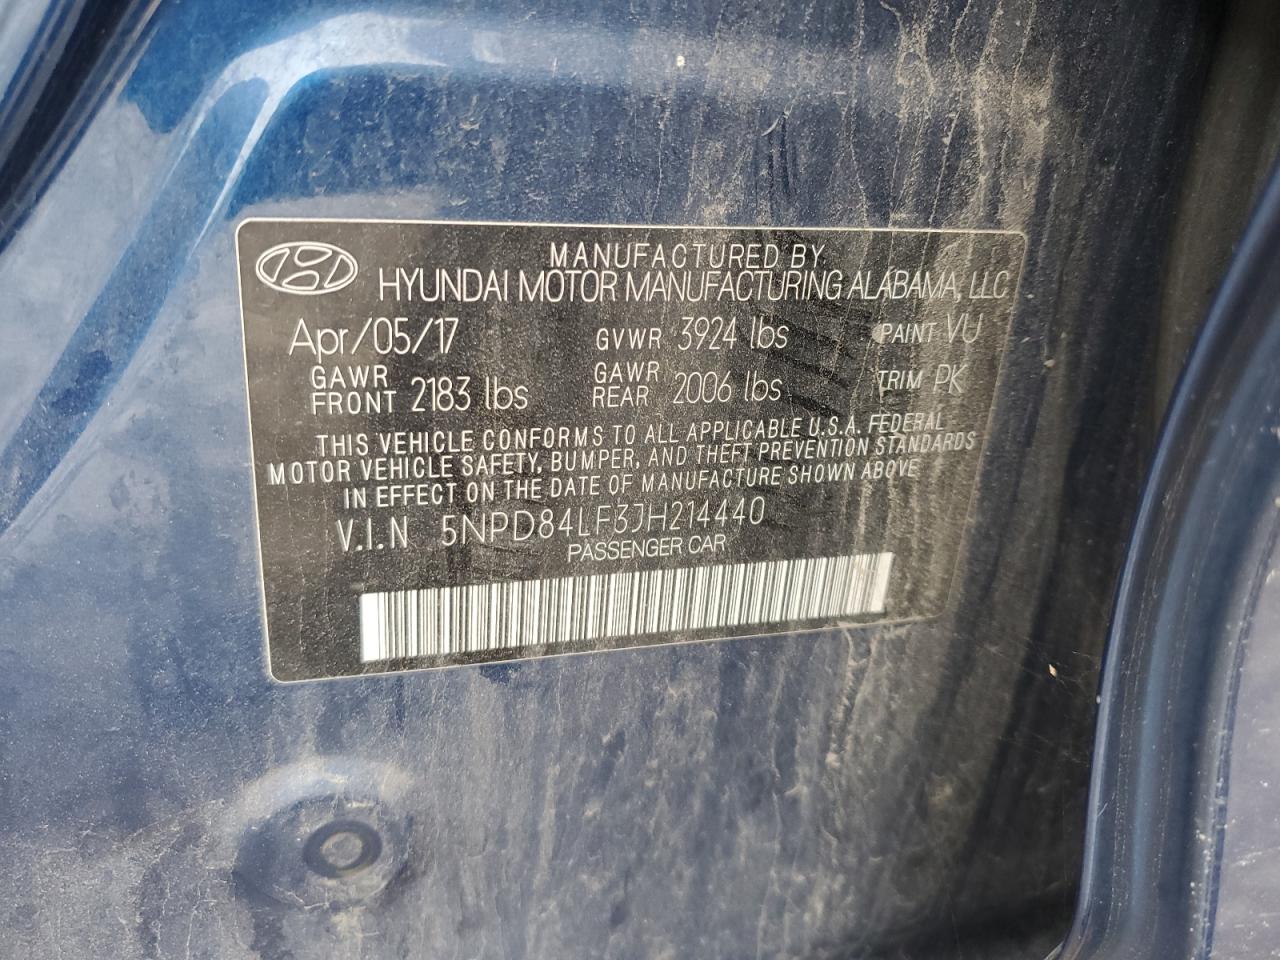 MANUFACTURED BY
HYUNDAI MOTOR MANUFACTURING ALABAMA, LLC
Apr/05/17 GVWR 3924 lbs PAINT VU
GAWR FRONT 2183 lbs GAWR REAR 2006 lbs TRIM PK
THIS VEHICLE CONFORMS TO ALL APPLICABLE U.S.A. FEDERAL
MOTOR VEHICLE SAFETY, BUMPER, AND THEFT PREVENTION STANDARDS
IN EFFECT ON THE DATE OF MANUFACTURE SHOWN ABOVE
V.I.N 5NPD84LF3JH214440
PASSENGER CAR